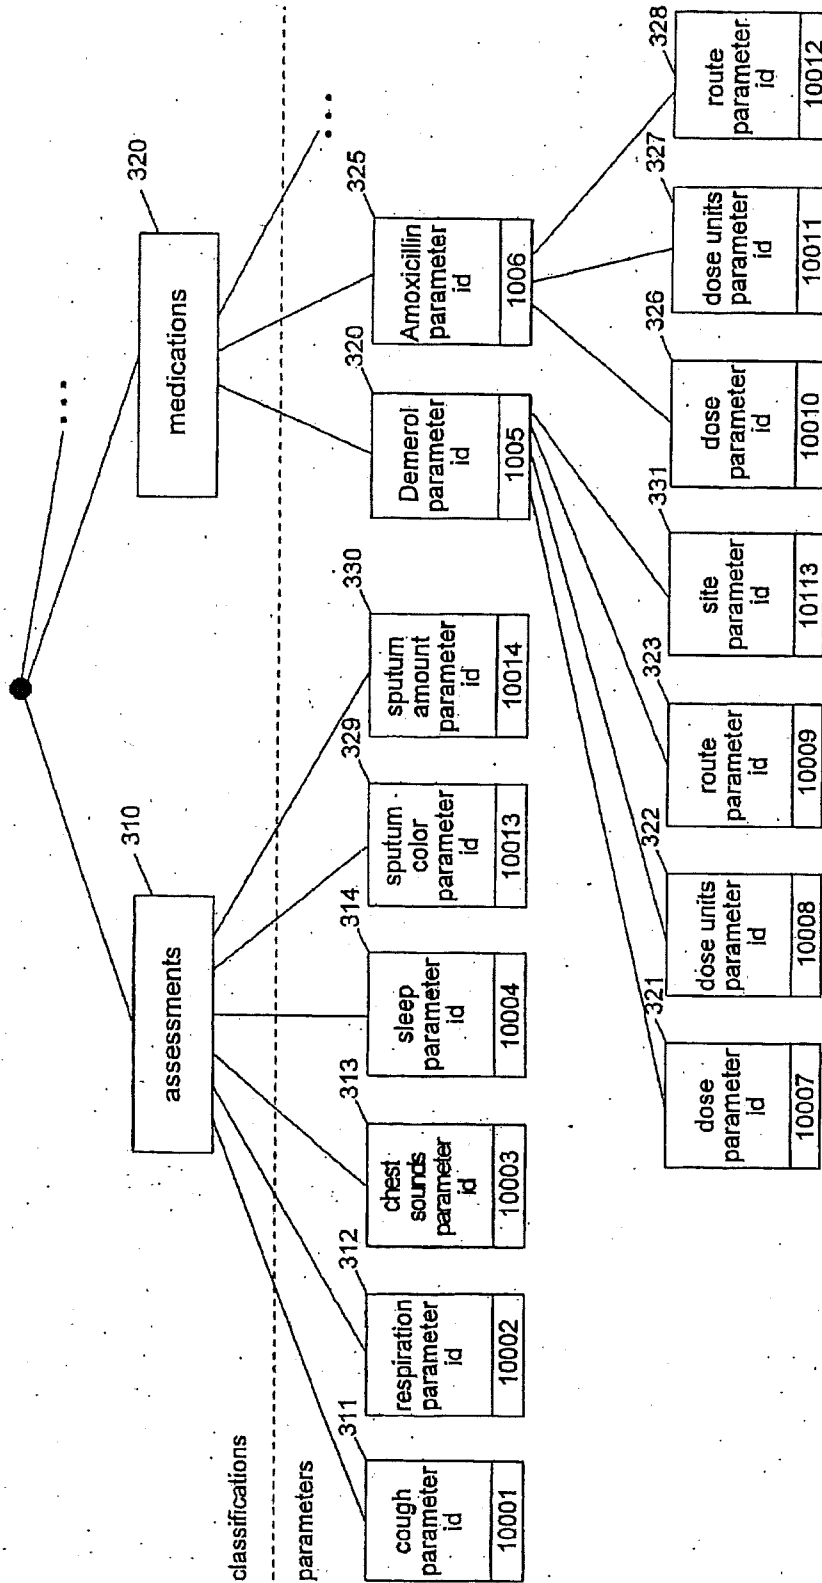 320
medications
310
assessments
classifications
parameters
311
cough
parameter
id
10001
312
respiration
parameter
id
10002
313
chest
sounds
parameter
id
10003
314
sleep
parameter
id
10004
329
sputum
color
parameter
id
10013
330
sputum
amount
parameter
id
10014
320
Demerol
parameter
id
1005
325
Amoxicillin
parameter
id
1006
321
dose
parameter
id
10007
322
dose units
parameter
id
10008
323
route
parameter
id
10009
331
site
parameter
id
10113
326
dose
parameter
id
10010
327
dose units
parameter
id
10011
328
route
parameter
id
10012